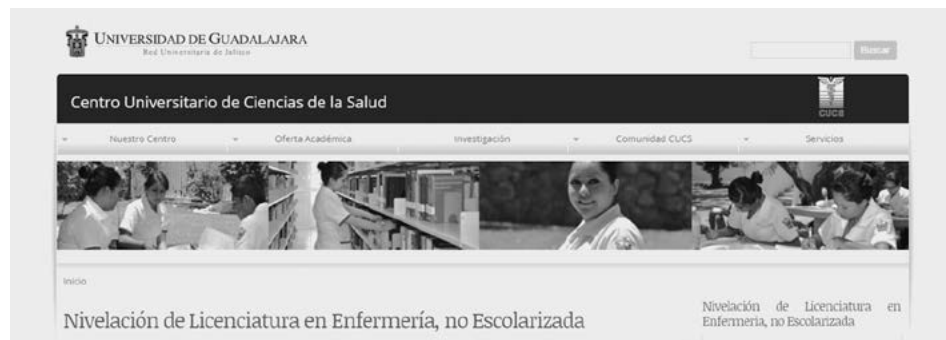 UNIVERSIDAD DE GUADALAJARA
Red Universitaria de Jalisco
Buscar
Centro Universitario de Ciencias de la Salud
CUCS
Nuestro Centro
Oferta Académica
Investigación
Comunidad CUCS
Servicios
Inicio
Nivelación de Licenciatura en Enfermería, no Escolarizada
Nivelación de Licenciatura en
Enfermería, no Escolarizada